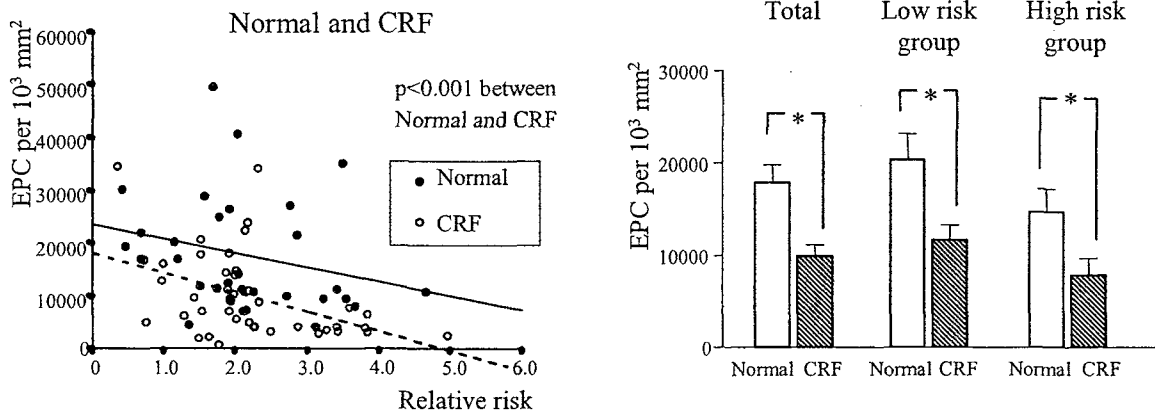 Normal and CRF
EPC per 10³ mm²
60000
50000
40000
30000
20000
10000
0
p<0.001 between
Normal and CRF
Normal
CRF
0 1.0 2.0 3.0 4.0 5.0 6.0
Relative risk
Total
Low risk
group
High risk
group
EPC per 10³ mm²
30000
20000
10000
0
*
*
*
Normal CRF
Normal CRF
Normal CRF